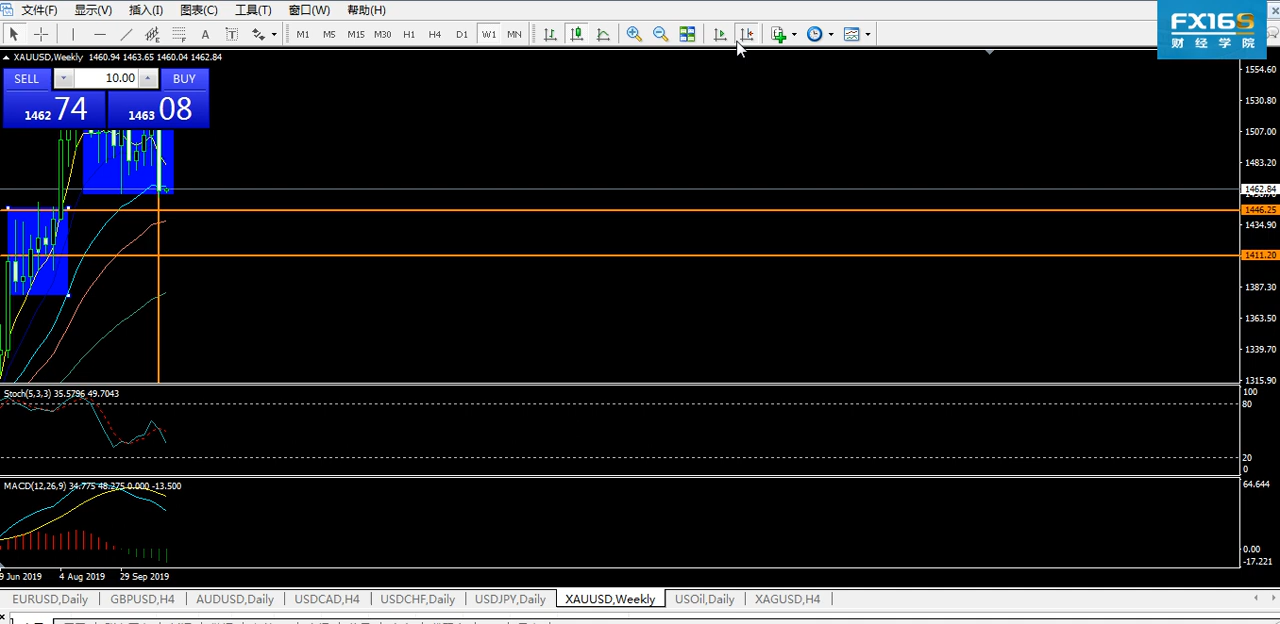 文件(F) 显示(V) 插入(I) 图表(C) 工具(T) 窗口(W) 帮助(H)
FX168
财经学院
A T M1 M5 M15 M30 H1 H4 D1 MN
XAUUSD,Weekly 1460.94 1463.65 1460.04 1462.84
SELL 10.00 BUY
1462 74 1463 08
1554.60
1530.80
1507.00
1483.20
1462.84
1446.25
1434.90
1411.20
1387.30
1363.50
1339.70
1315.90
Stoch(5,3,3) 35.5796 49.7043
100
80
20
0
MACD(12,26,9) 34.775 48.275 0.000 -13.500
64.644
0.00
-17.221
9 Jun 2019 4 Aug 2019 29 Sep 2019
EURUSD,Daily GBPUSD,H4 AUDUSD,Daily USDCAD,H4 USDCHF,Daily USDJPY,Daily XAUUSD,Weekly USOil,Daily XAGUSD,H4